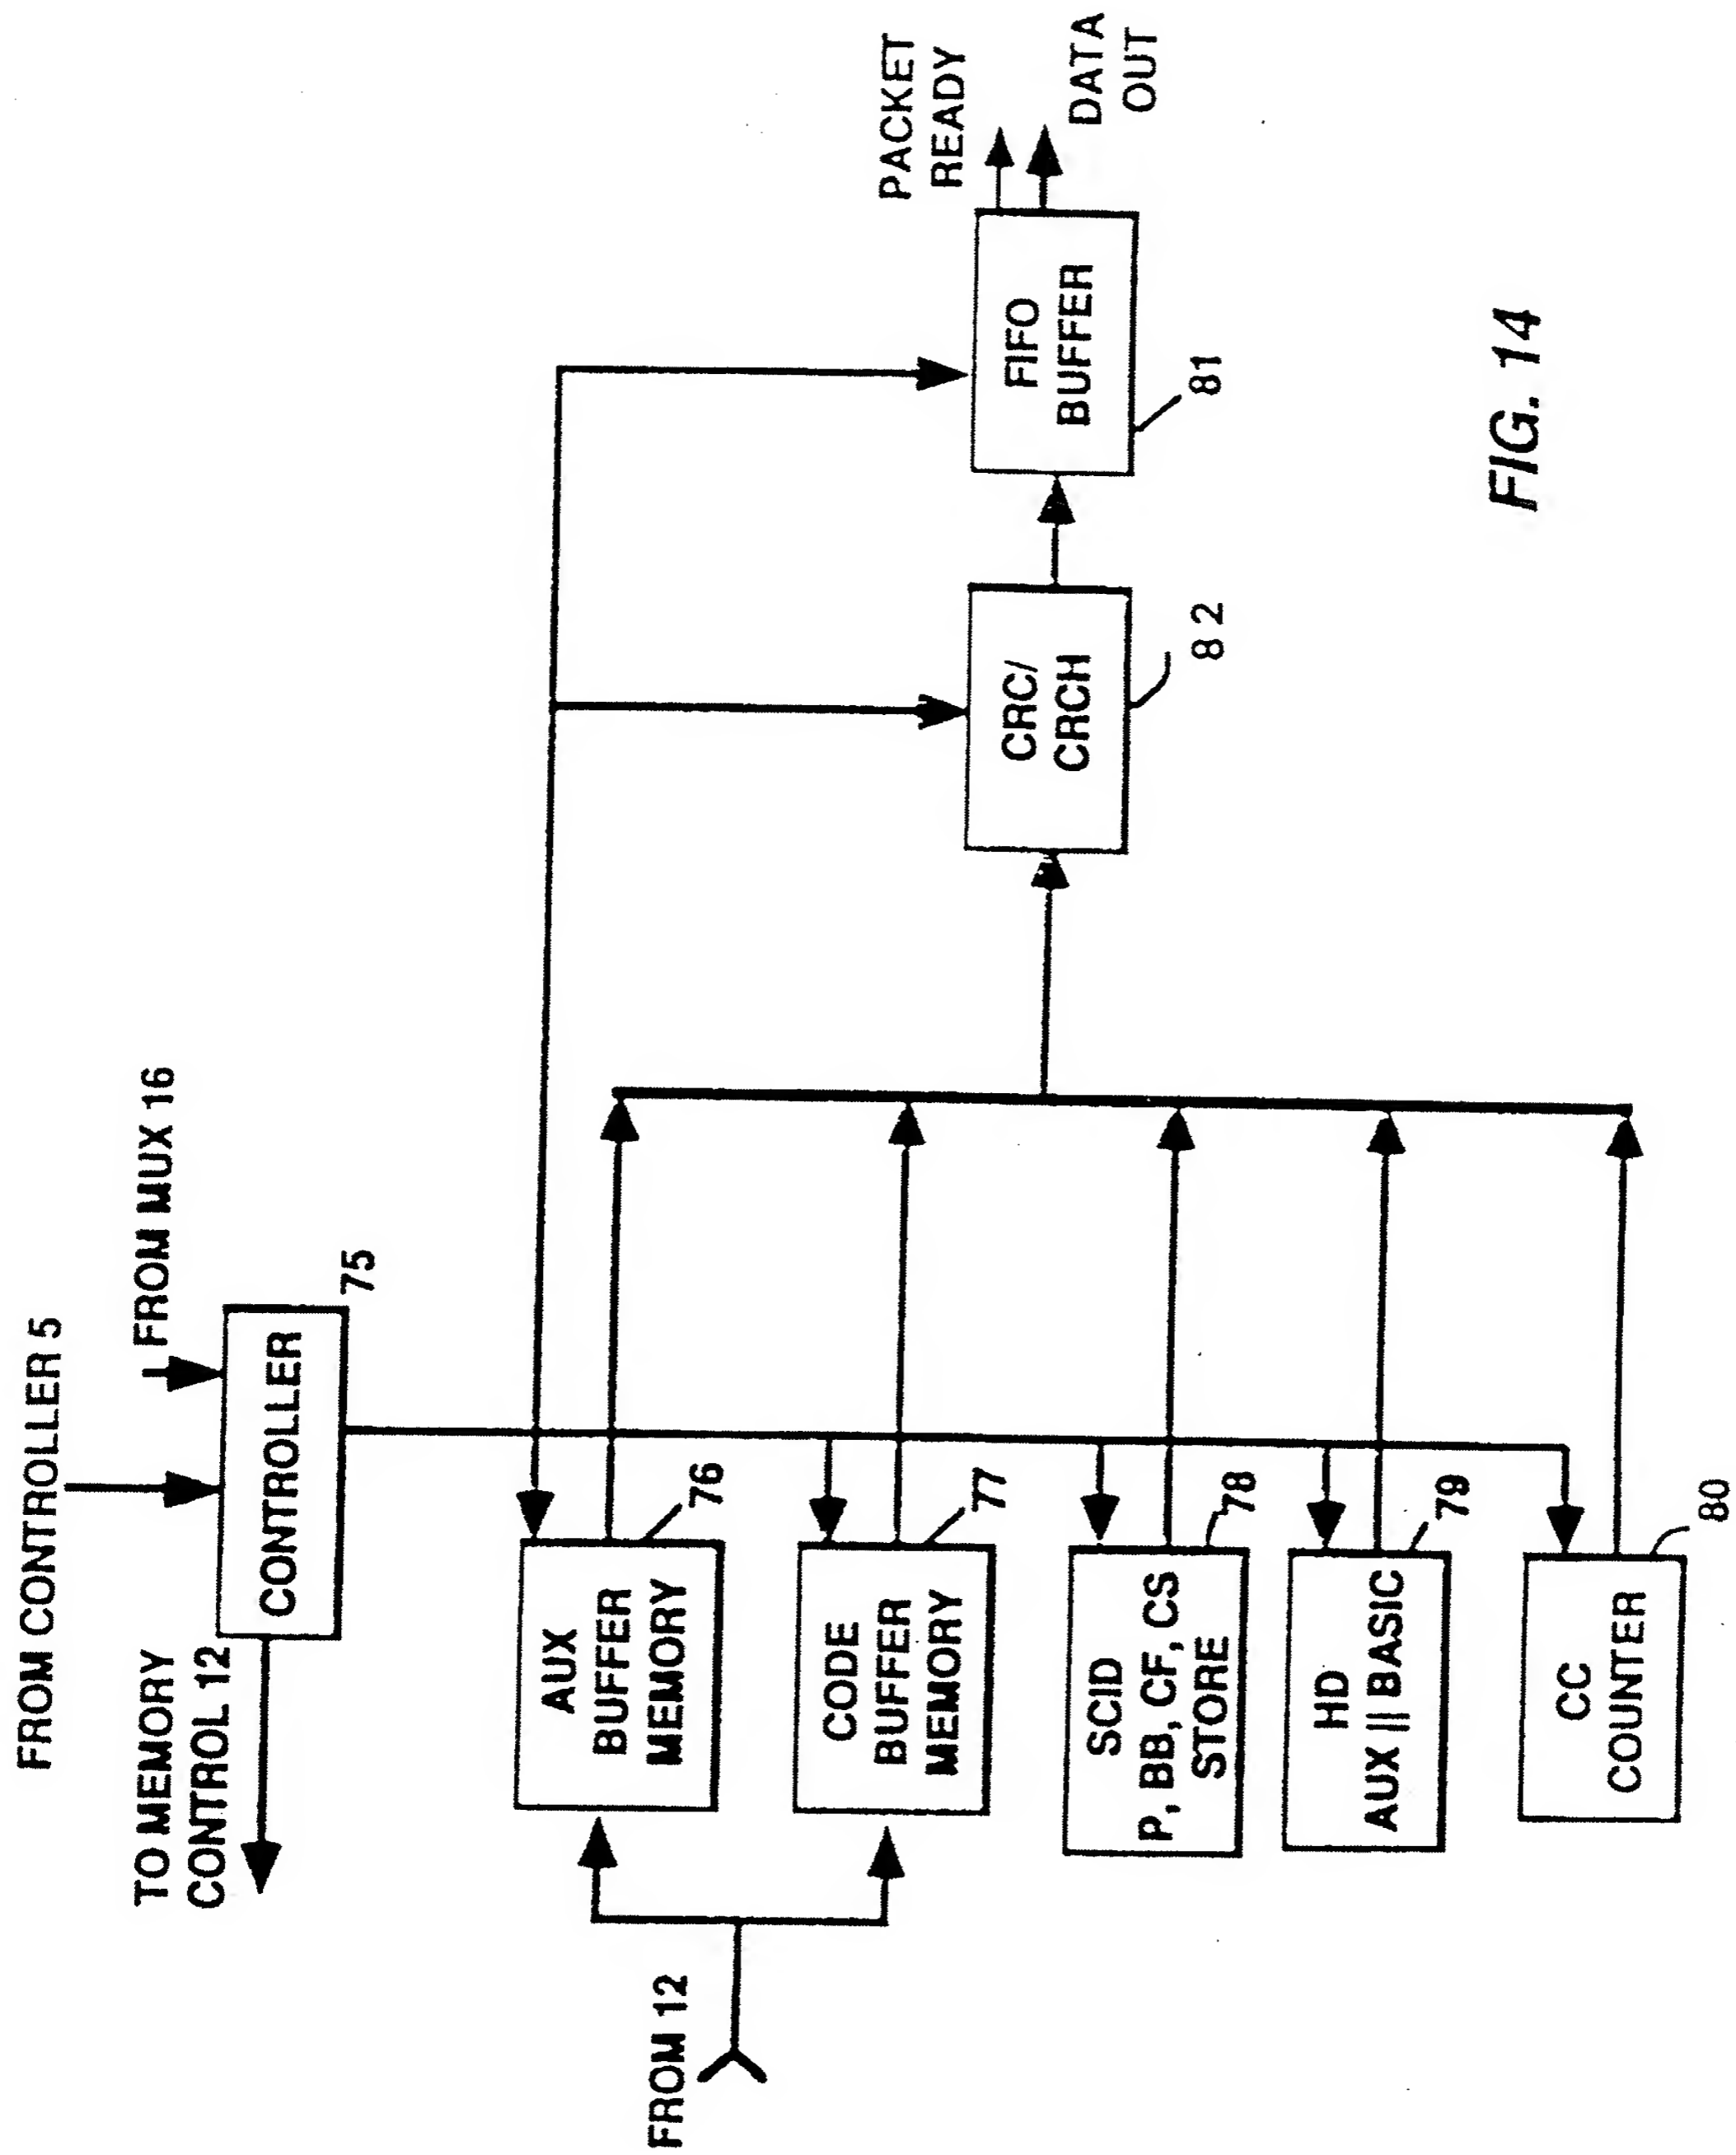 FROM CONTROLLER 5
FROM MUX 16
TO MEMORY
CONTROL 12
CONTROLLER
75
FROM 12
AUX
BUFFER
MEMORY
76
CODE
BUFFER
MEMORY
77
SCID
P, BB, CF, CS
STORE
78
HD
AUX || BASIC
79
CC
COUNTER
80
CRC/
CRCH
82
FIFO
BUFFER
81
PACKET
READY
DATA
OUT
FIG. 14